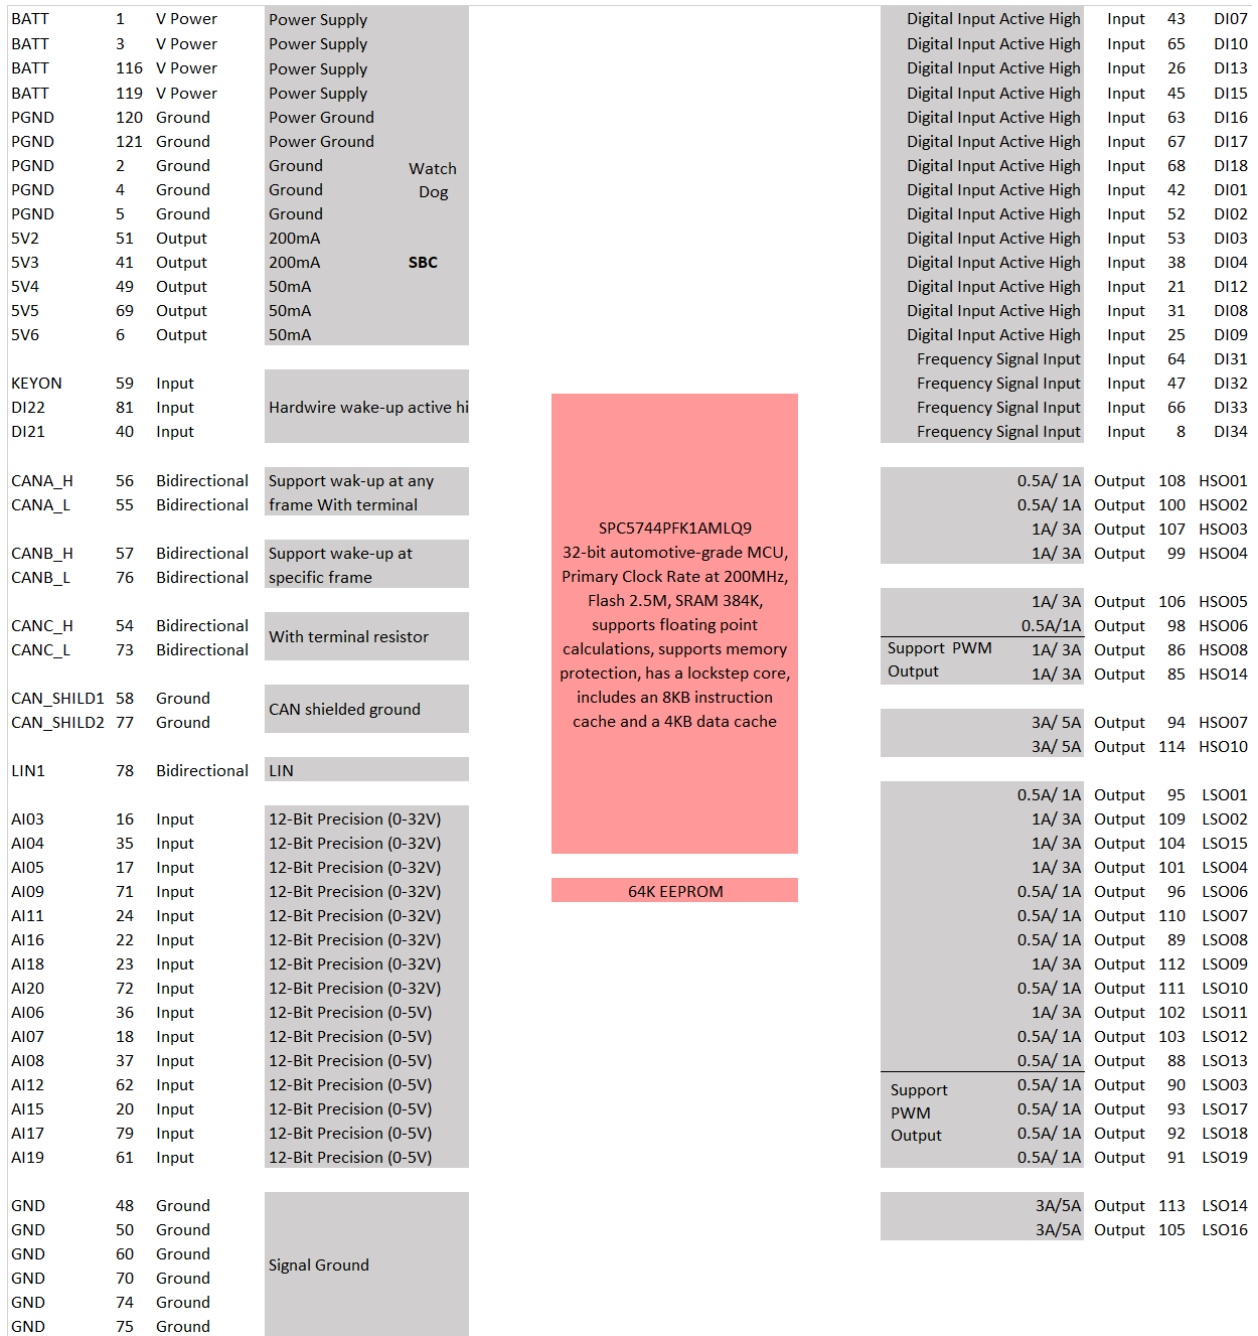 BATT 1 V Power Power Supply
BATT 3 V Power Power Supply
BATT 116 V Power Power Supply
BATT 119 V Power Power Supply
PGND 120 Ground Power Ground
PGND 121 Ground Power Ground
PGND 2 Ground Ground
PGND 4 Ground Ground
PGND 5 Ground Ground
5V2 51 Output 200mA
5V3 41 Output 200mA
5V4 49 Output 50mA
5V5 69 Output 50mA
5V6 6 Output 50mA
Watch
Dog
SBC
KEYON 59 Input
DI22 81 Input Hardwire wake-up active hi
DI21 40 Input
CANA_H 56 Bidirectional Support wak-up at any
CANA_L 55 Bidirectional frame With terminal
CANB_H 57 Bidirectional Support wake-up at
CANB_L 76 Bidirectional specific frame
CANC_H 54 Bidirectional
With terminal resistor
CANC_L 73 Bidirectional
CAN_SHILD1 58 Ground
CAN shielded ground
CAN_SHILD2 77 Ground
LIN1 78 Bidirectional LIN
AI03 16 Input 12-Bit Precision (0-32V)
AI04 35 Input 12-Bit Precision (0-32V)
AI05 17 Input 12-Bit Precision (0-32V)
AI09 71 Input 12-Bit Precision (0-32V)
AI11 24 Input 12-Bit Precision (0-32V)
AI16 22 Input 12-Bit Precision (0-32V)
AI18 23 Input 12-Bit Precision (0-32V)
AI20 72 Input 12-Bit Precision (0-32V)
AI06 36 Input 12-Bit Precision (0-5V)
AI07 18 Input 12-Bit Precision (0-5V)
AI08 37 Input 12-Bit Precision (0-5V)
AI12 62 Input 12-Bit Precision (0-5V)
AI15 20 Input 12-Bit Precision (0-5V)
AI17 79 Input 12-Bit Precision (0-5V)
AI19 61 Input 12-Bit Precision (0-5V)
GND 48 Ground
GND 50 Ground
GND 60 Ground
Signal Ground
GND 70 Ground
GND 74 Ground
GND 75 Ground
SPC5744PFK1AMLQ9
32-bit automotive-grade MCU,
Primary Clock Rate at 200MHz,
Flash 2.5M, SRAM 384K,
supports floating point
calculations, supports memory
protection, has a lockstep core,
includes an 8KB instruction
cache and a 4KB data cache
64K EEPROM
Digital Input Active High Input 43 DI07
Digital Input Active High Input 65 DI10
Digital Input Active High Input 26 DI13
Digital Input Active High Input 45 DI15
Digital Input Active High Input 63 DI16
Digital Input Active High Input 67 DI17
Digital Input Active High Input 68 DI18
Digital Input Active High Input 42 DI01
Digital Input Active High Input 52 DI02
Digital Input Active High Input 53 DI03
Digital Input Active High Input 38 DI04
Digital Input Active High Input 21 DI12
Digital Input Active High Input 31 DI08
Digital Input Active High Input 25 DI09
Frequency Signal Input Input 64 DI31
Frequency Signal Input Input 47 DI32
Frequency Signal Input Input 66 DI33
Frequency Signal Input Input 8 DI34
0.5A/ 1A Output 108 HSO01
0.5A/ 1A Output 100 HSO02
1A/ 3A Output 107 HSO03
1A/ 3A Output 99 HSO04
1A/ 3A Output 106 HSO05
0.5A/1A Output 98 HSO06
Support PWM 1A/ 3A Output 86 HSO08
Output 1A/ 3A Output 85 HSO14
3A/ 5A Output 94 HSO07
3A/ 5A Output 114 HSO10
0.5A/ 1A Output 95 LSO01
1A/ 3A Output 109 LSO02
1A/ 3A Output 104 LSO15
1A/ 3A Output 101 LSO04
0.5A/ 1A Output 96 LSO06
0.5A/ 1A Output 110 LSO07
0.5A/ 1A Output 89 LSO08
1A/ 3A Output 112 LSO09
0.5A/ 1A Output 111 LSO10
1A/ 3A Output 102 LSO11
0.5A/ 1A Output 103 LSO12
0.5A/ 1A Output 88 LSO13
Support 0.5A/ 1A Output 90 LSO03
PWM 0.5A/ 1A Output 93 LSO17
Output 0.5A/ 1A Output 92 LSO18
0.5A/ 1A Output 91 LSO19
3A/5A Output 113 LSO14
3A/5A Output 105 LSO16